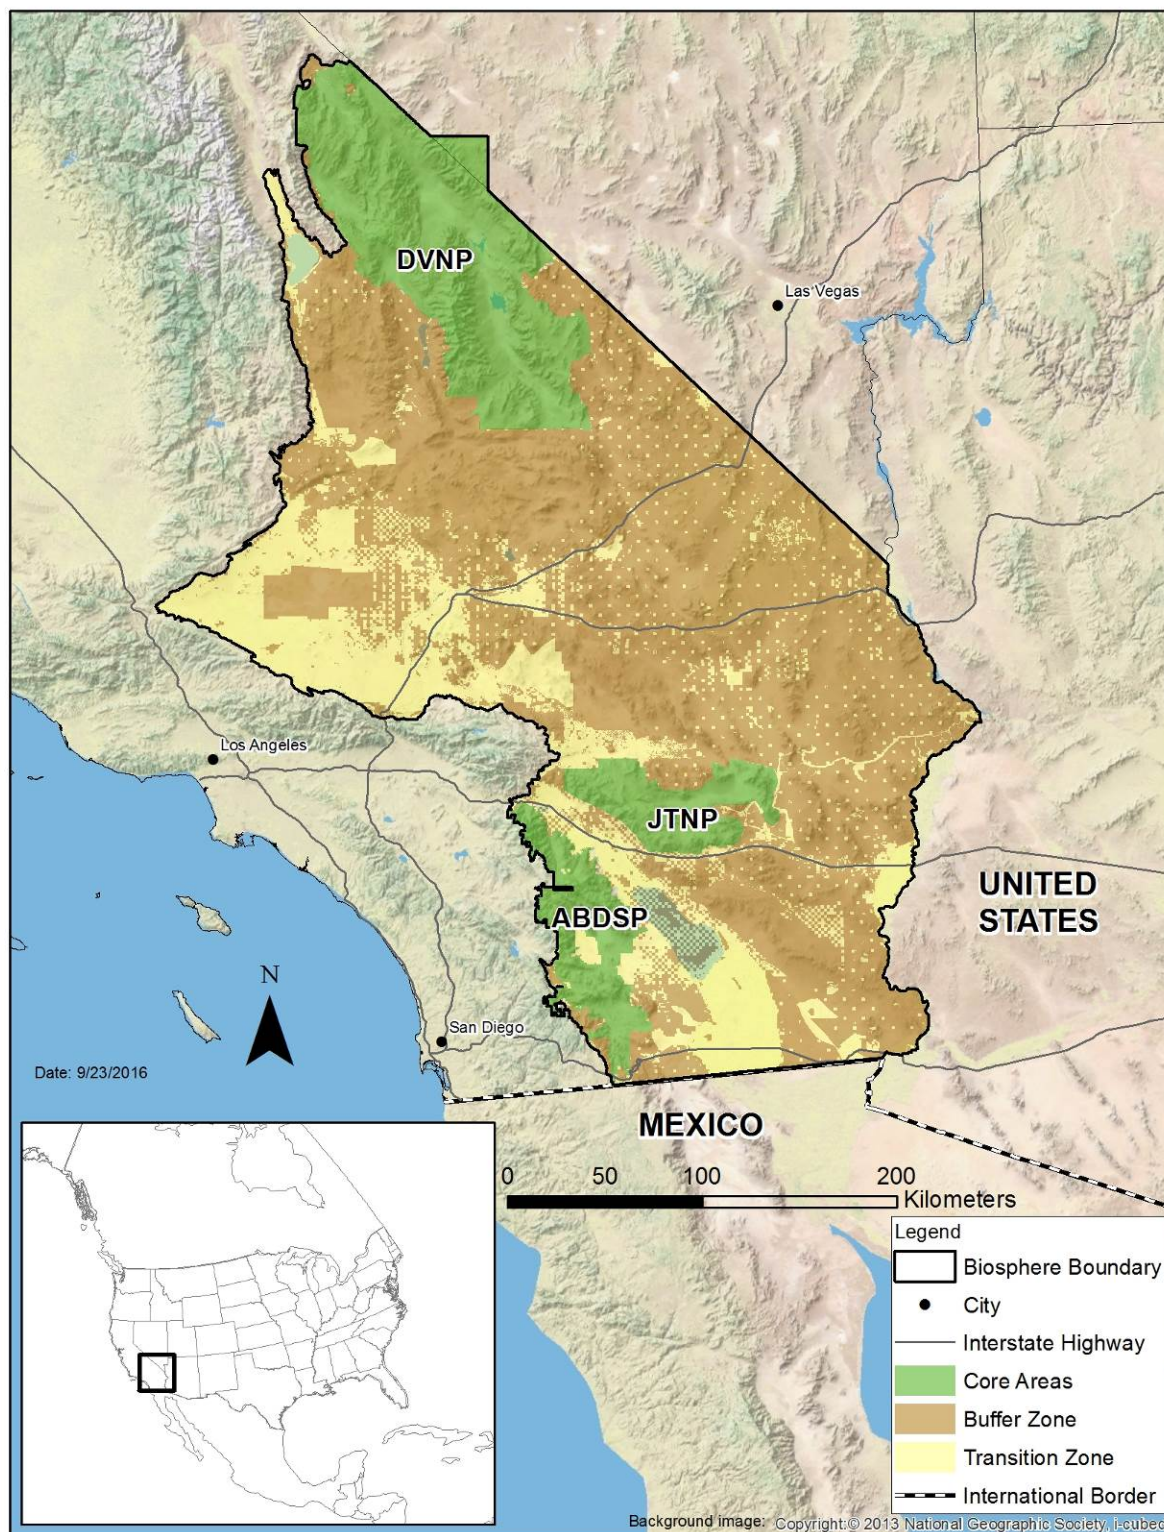 DVNP
Las Vegas
Los Angeles
JTNP
UNITED
STATES
ABDSP
N
San Diego
Date: 9/23/2016
MEXICO
0 50 100 200
Kilometers
Legend
Biosphere Boundary
City
Interstate Highway
Core Areas
Buffer Zone
Transition Zone
International Border
Background image: Copyright:© 2013 National Geographic Society, i-cubed